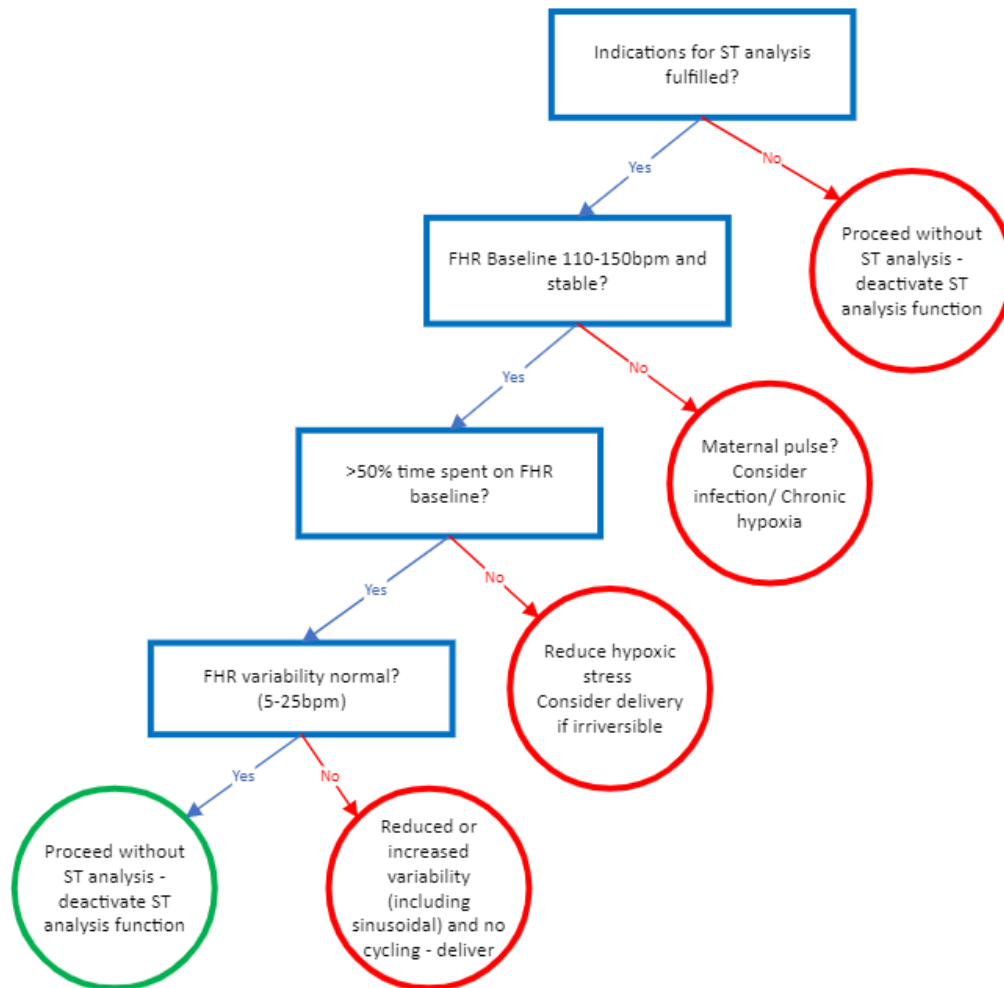 Indications for ST analysis
fulfilled?
Yes
No
Proceed without
ST analysis -
deactivate ST
analysis function
FHR Baseline 110-150bpm and
stable?
Yes
No
Maternal pulse?
Consider
infection/ Chronic
hypoxia
>50% time spent on FHR
baseline?
Yes
No
Reduce hypoxic
stress
Consider delivery
if irriversible
FHR variability normal?
(5-25bpm)
Yes
No
Proceed without
ST analysis -
deactivate ST
analysis function
Reduced or
increased
variability
(including
sinusoidal) and no
cycling - deliver